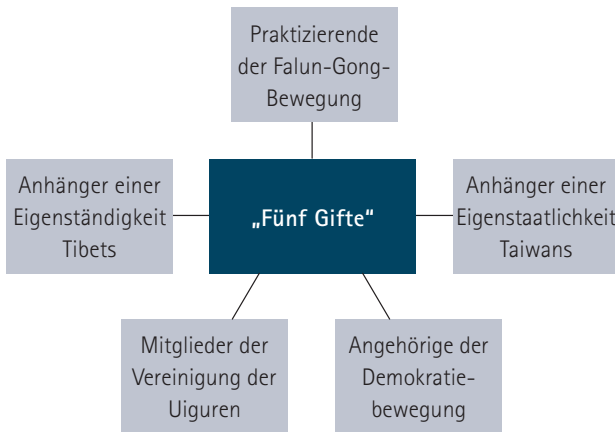 Praktizierende
der Falun-Gong-
Bewegung
Anhänger einer
Eigenständigkeit
Tibets
„Fünf Gifte“
Anhänger einer
Eigenstaatlichkeit
Taiwans
Mitglieder der
Vereinigung der
Uiguren
Angehörige der
Demokratie-
bewegung